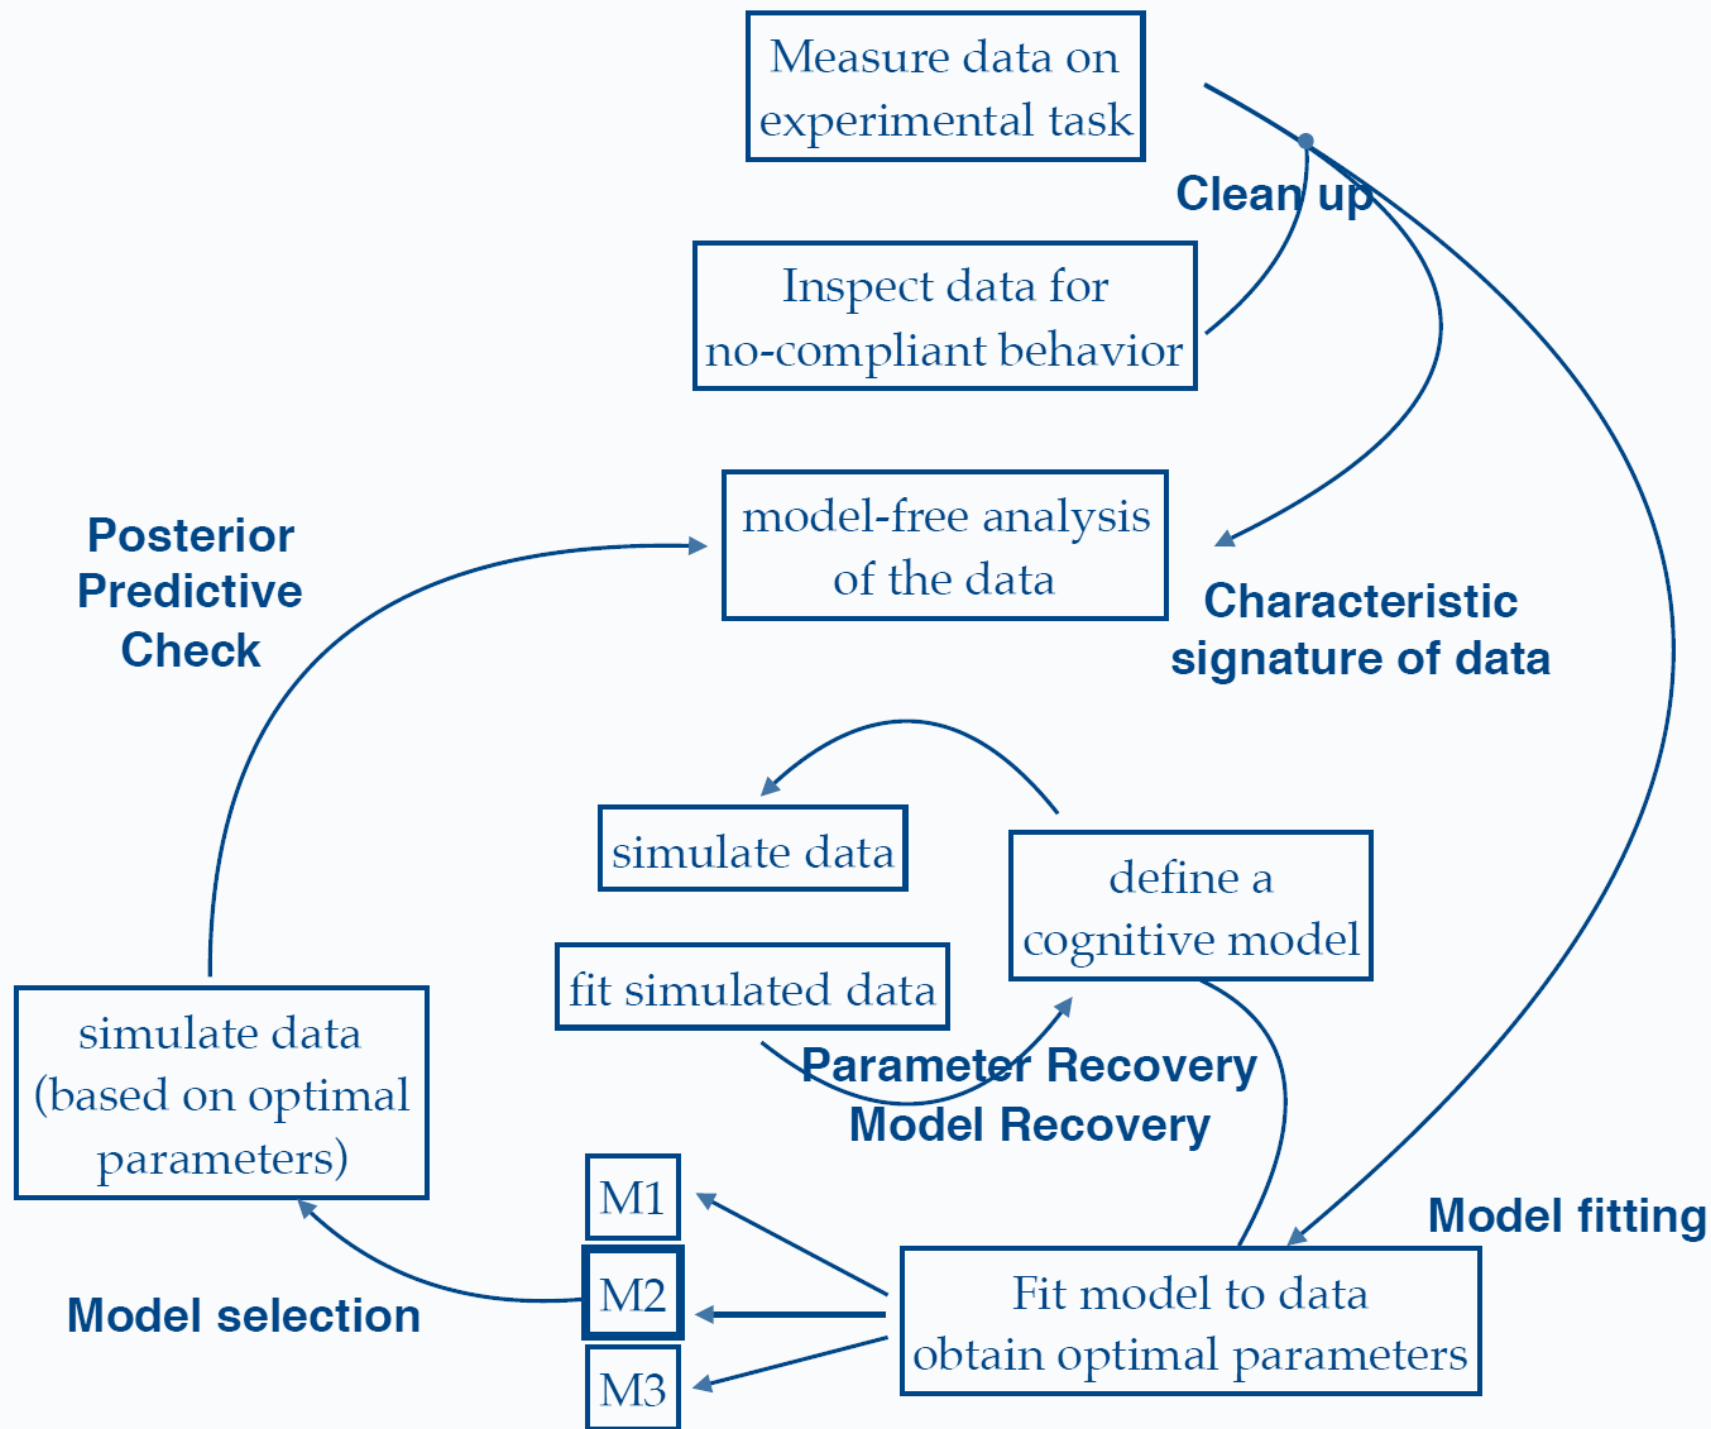 Measure data on
experimental task
Clean up
Inspect data for
no-compliant behavior
model-free analysis
of the data
Posterior
Predictive
Check
Characteristic
signature of data
simulate data
define a
cognitive model
fit simulated data
Parameter Recovery
Model Recovery
simulate data
(based on optimal
parameters)
M1
M2
M3
Model selection
Model fitting
Fit model to data
obtain optimal parameters